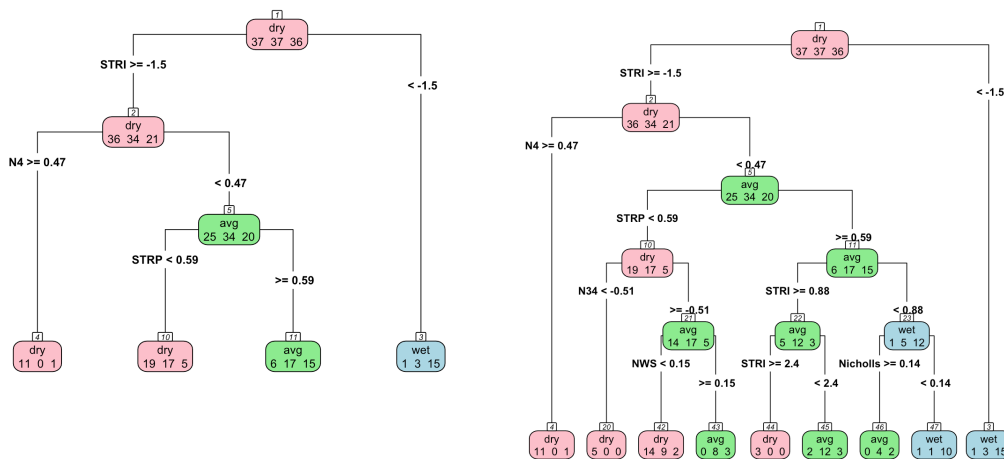 1
dry
37 37 36
STRI >= -1.5
< -1.5
2
dry
36 34 21
N4 >= 0.47
< 0.47
5
avg
25 34 20
STRP < 0.59
>= 0.59
4
dry
11 0 1
10
dry
19 17 5
11
avg
6 17 15
3
wet
1 3 15
1
dry
37 37 36
STRI >= -1.5
< -1.5
2
dry
36 34 21
N4 >= 0.47
< 0.47
5
avg
25 34 20
STRP < 0.59
>= 0.59
10
dry
19 17 5
11
avg
6 17 15
N34 < -0.51
>= -0.51
STRI >= 0.88
< 0.88
21
avg
14 17 5
22
avg
5 12 3
23
wet
1 5 12
NWS < 0.15
>= 0.15
STRI >= 2.4
< 2.4
Nicholls >= 0.14
< 0.14
4
dry
11 0 1
20
dry
5 0 0
42
dry
14 9 2
43
avg
0 8 3
44
dry
3 0 0
45
avg
2 12 3
46
avg
0 4 2
47
wet
1 1 10
3
wet
1 3 15